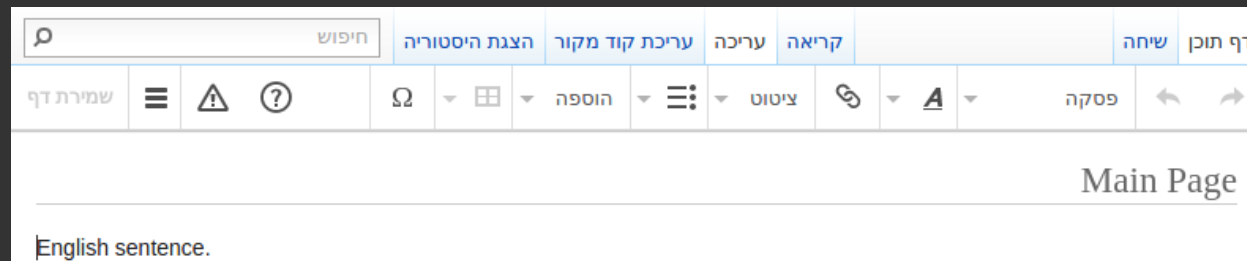 דף תוכן שיחה קריאה עריכה עריכת קוד מקור הצגת היסטוריה חיפוש
פסקה A ציטוט הוספה Ω שמירת דף
Main Page
English sentence.